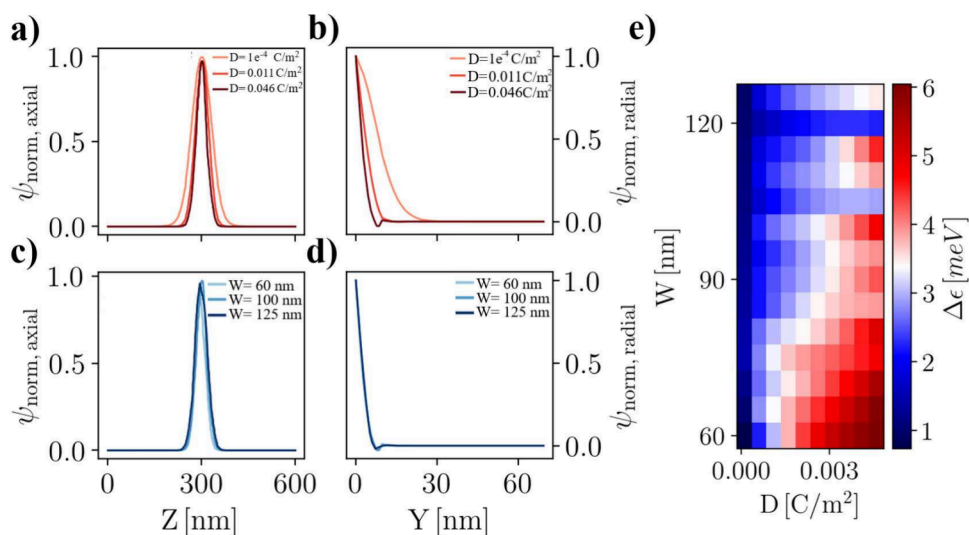 a)
1.0
0.5
0.0
ψnorm, axial
D= 1e⁻⁴ C/m²
D= 0.011 C/m²
D= 0.046 C/m²
b)
D= 1e⁻⁴ C/m²
D= 0.011 C/m²
D= 0.046 C/m²
1.0
0.5
0.0
ψnorm, radial
c)
1.0
0.5
0.0
ψnorm, axial
W= 60 nm
W= 100 nm
W= 125 nm
0
300
600
Z [nm]
d)
W= 60 nm
W= 100 nm
W= 125 nm
1.0
0.5
0.0
ψnorm, radial
0
60
Y [nm]
e)
120
90
60
W [nm]
0.000
0.003
D [C/m²]
6
5
4
3
2
1
Δϵ [meV]